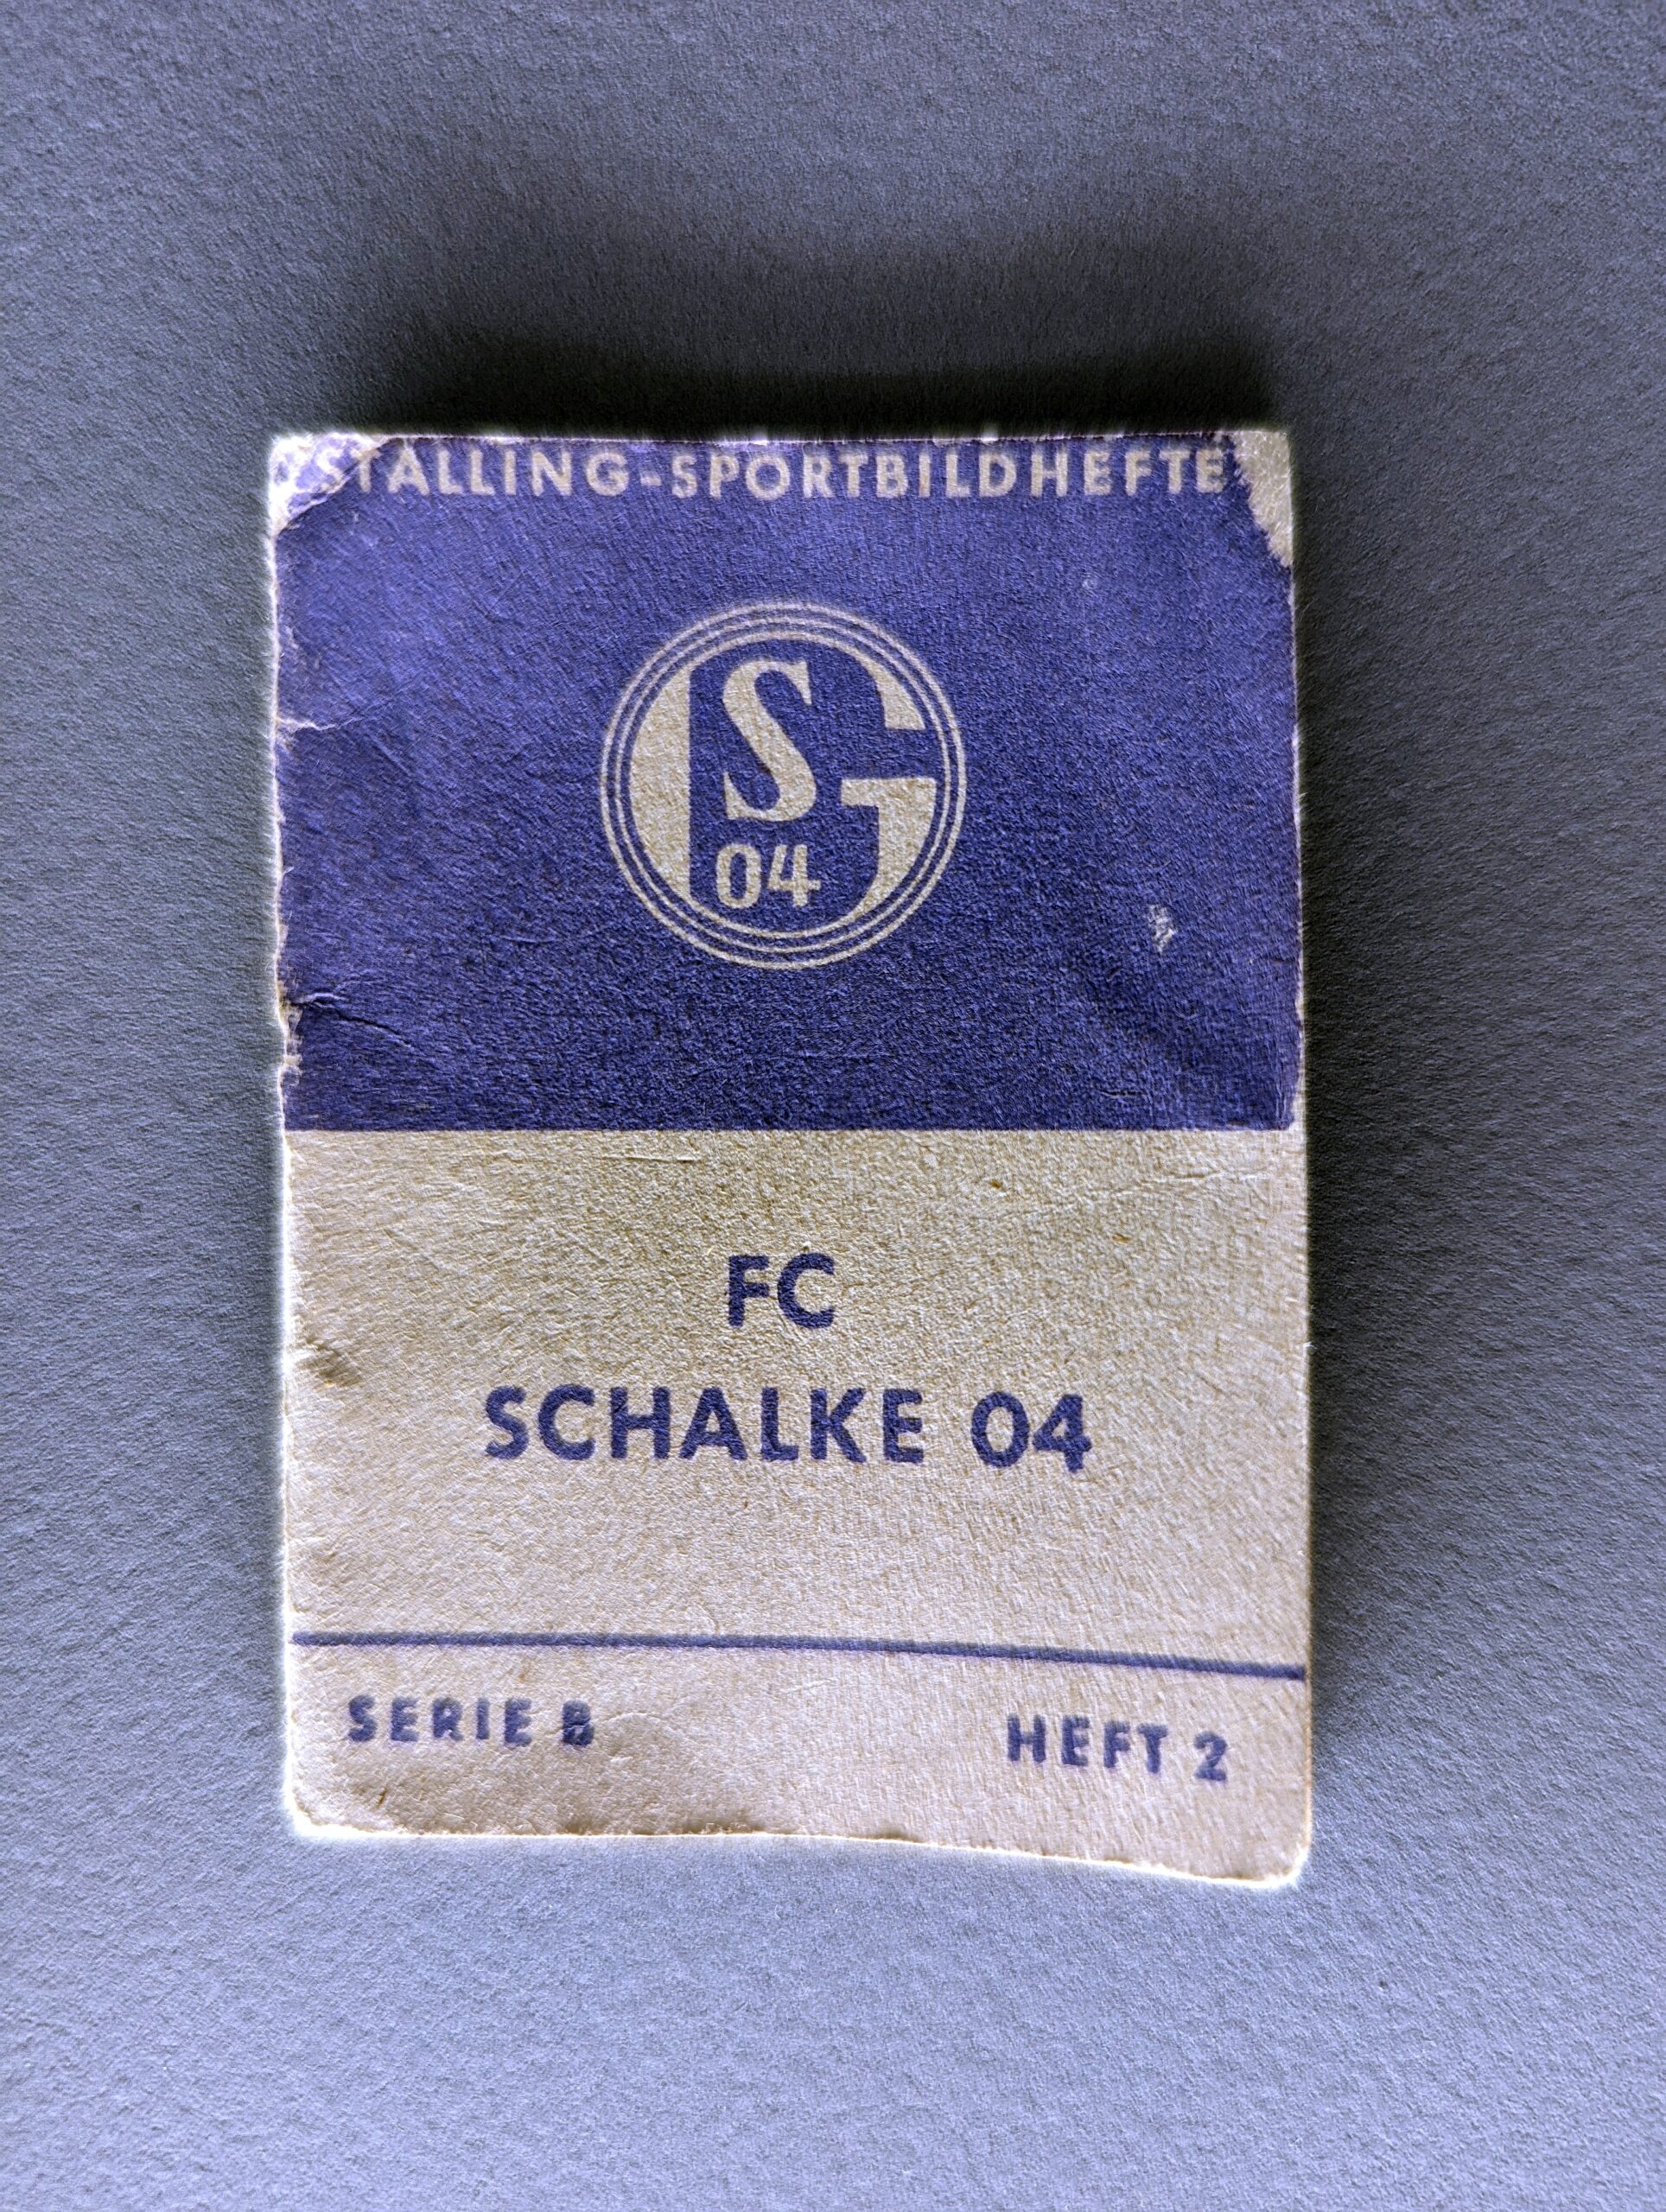 STALLING-SPORTBILDHEFTE
S
G
04
FC
SCHALKE 04
SERIE B
HEFT 2